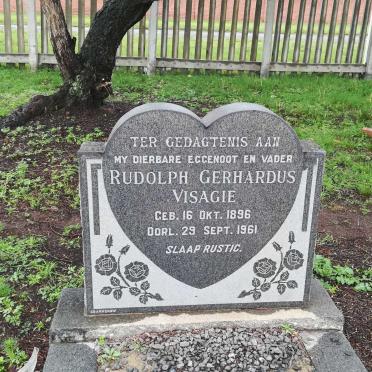 TER GEDAGTENIS AAN
MY DIERBARE EGGENOOT EN VADER
RUDOLPH GERHARDUS
VISAGIE
GEB. 16 OKT. 1896
OORL. 29 SEPT. 1961
SLAAP RUSTIG.